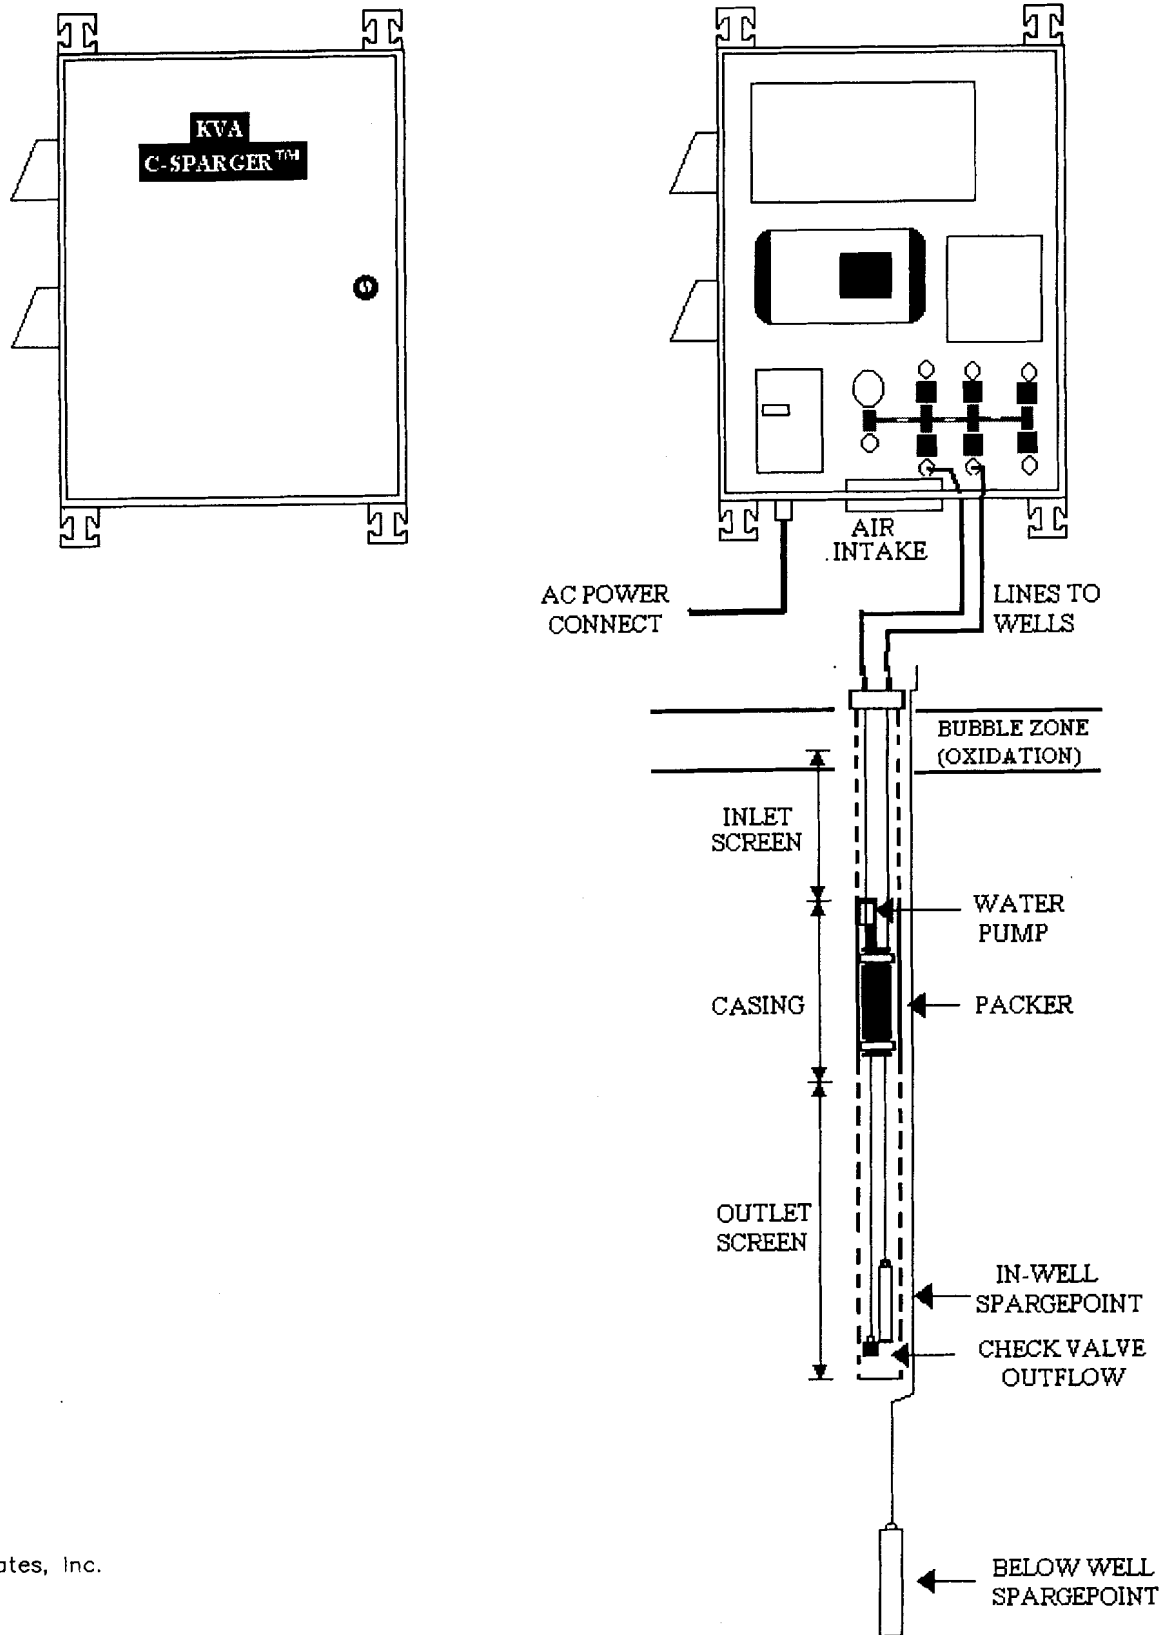 KVA
C-SPARGER™
AIR
.INTAKE
AC POWER
CONNECT
LINES TO
WELLS
BUBBLE ZONE
(OXIDATION)
INLET
SCREEN
WATER
PUMP
CASING
PACKER
OUTLET
SCREEN
IN-WELL
SPARGEPOINT
CHECK VALVE
OUTFLOW
ates, Inc.
BELOW WELL
SPARGEPOINT